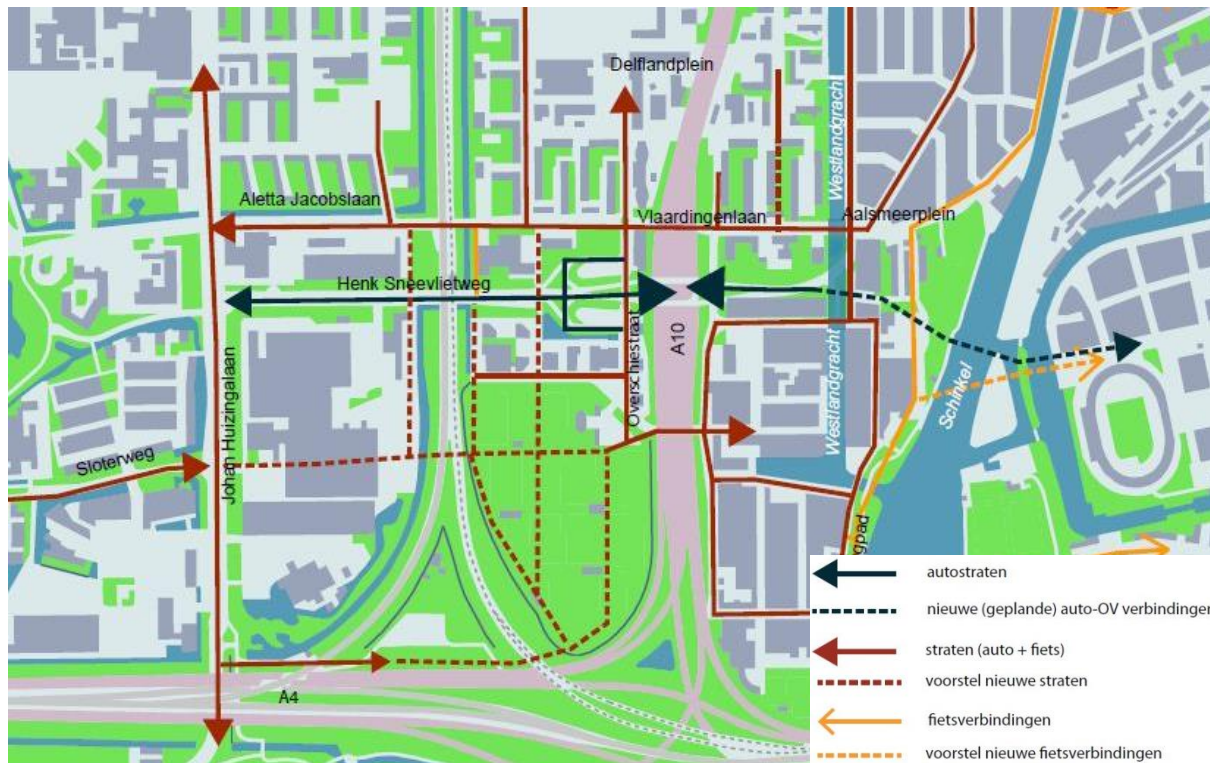 Delflandplein
Westlandgracht
Aletta Jacobslaan
Vlaardingenlaan
Aalsmeerplein
Henk Sneevlietweg
A10
Overschiestraat
Schinkel
Westlandgracht
Johan Huizingalaan
Sloterweg
gpad
A4
autostraten
nieuwe (geplande) auto-OV verbindingen
straten (auto + fiets)
voorstel nieuwe straten
fietsverbindingen
voorstel nieuwe fietsverbindingen